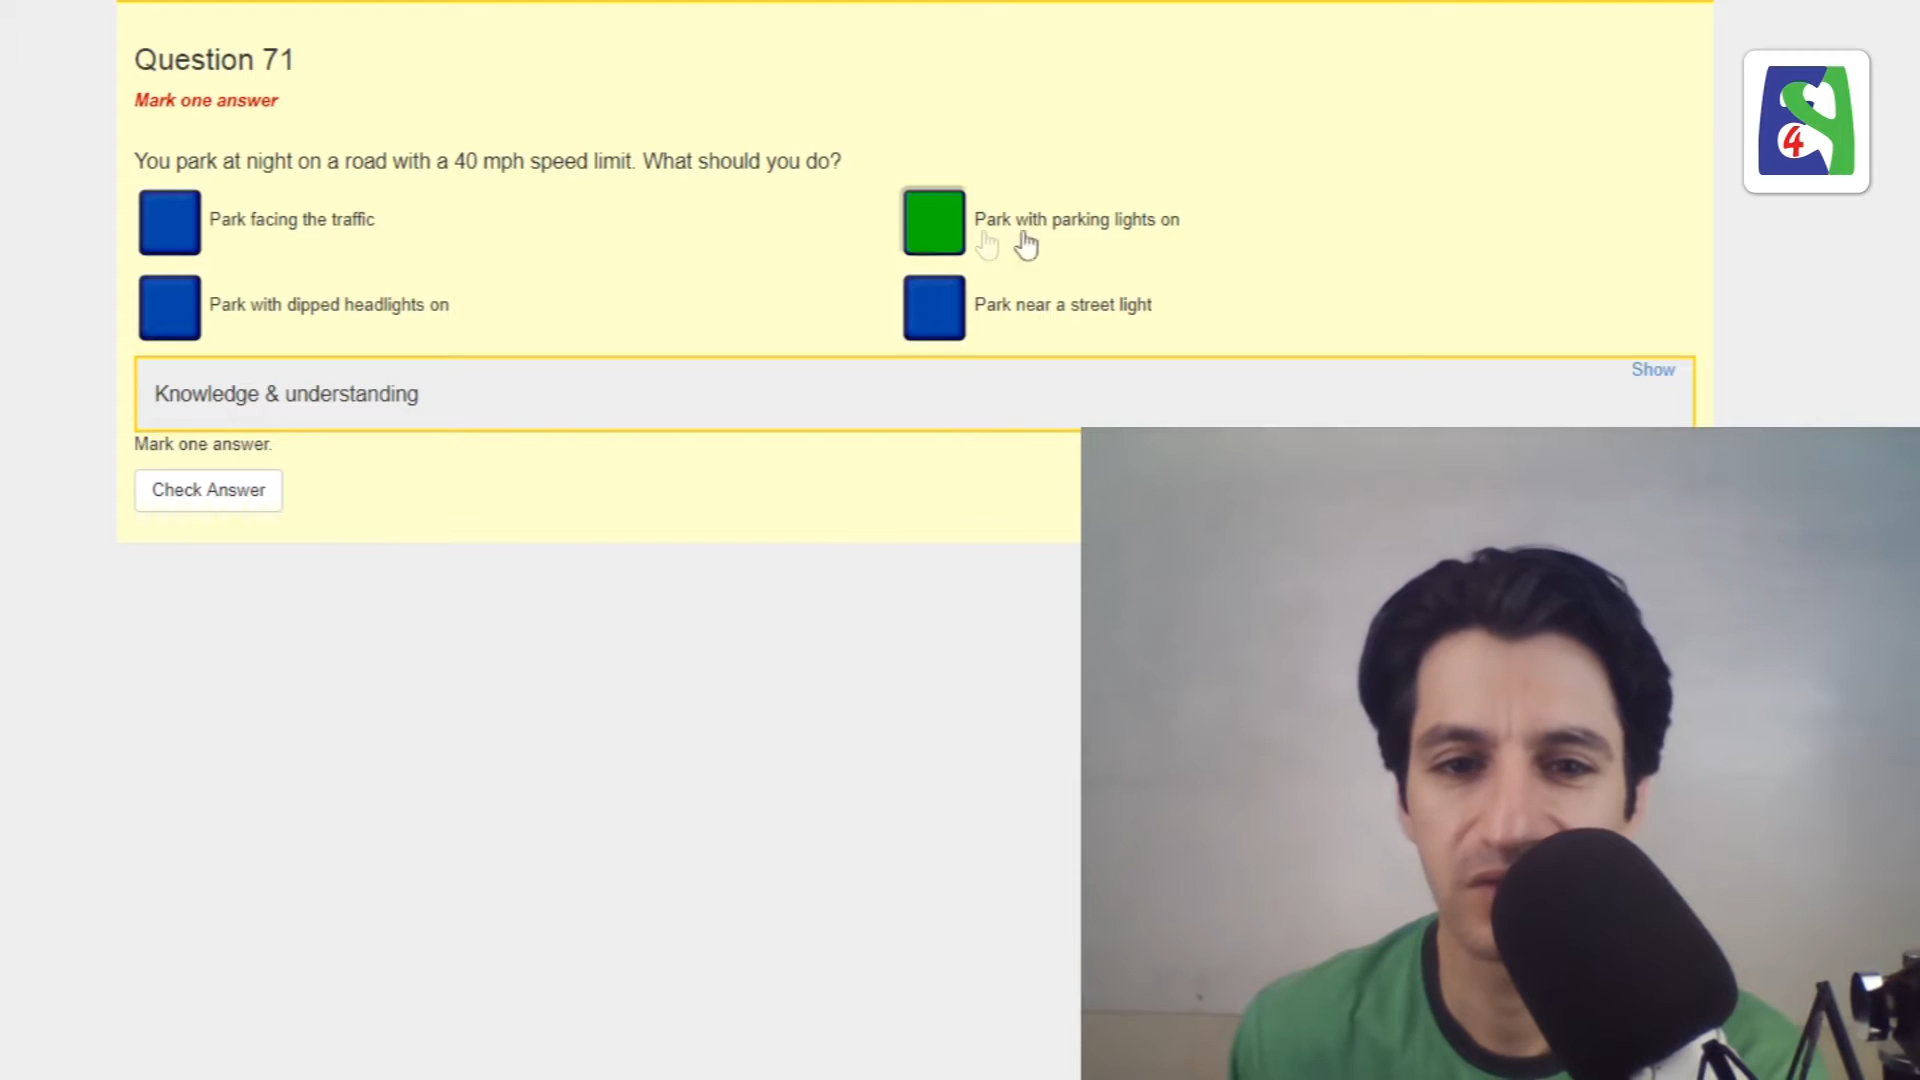 Question 71
Mark one answer
You park at night on a road with a 40 mph speed limit. What should you do?
Park facing the traffic
Park with parking lights on
Park with dipped headlights on
Park near a street light
Show
Knowledge & understanding
Mark one answer.
Check Answer
4